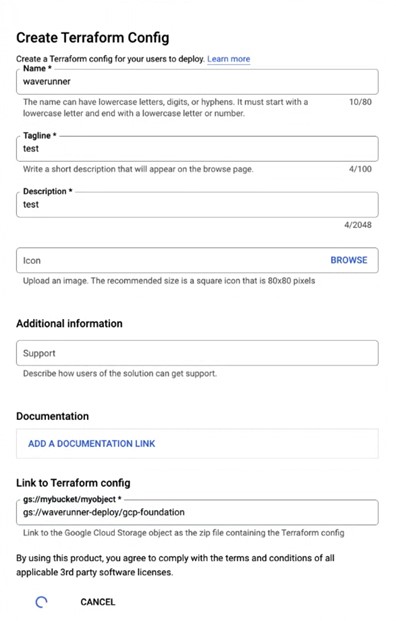 Create Terraform Config
Create a Terraform config for your users to deploy. Learn more
Name *
waverunner
The name can have lowercase letters, digits, or hyphens. It must start with a
lowercase letter and end with a lowercase letter or number.
10/80
Tagline *
test
Write a short description that will appear on the browse page.
4/100
Description *
test
4/2048
Icon
BROWSE
Upload an image. The recommended size is a square icon that is 80x80 pixels
Additional information
Support
Describe how users of the solution can get support.
Documentation
ADD A DOCUMENTATION LINK
Link to Terraform config
gs://mybucket/myobject *
gs://waverunner-deploy/gcp-foundation
Link to the Google Cloud Storage object as the zip file containing the Terraform config
By using this product, you agree to comply with the terms and conditions of all
applicable 3rd party software licenses.
CANCEL